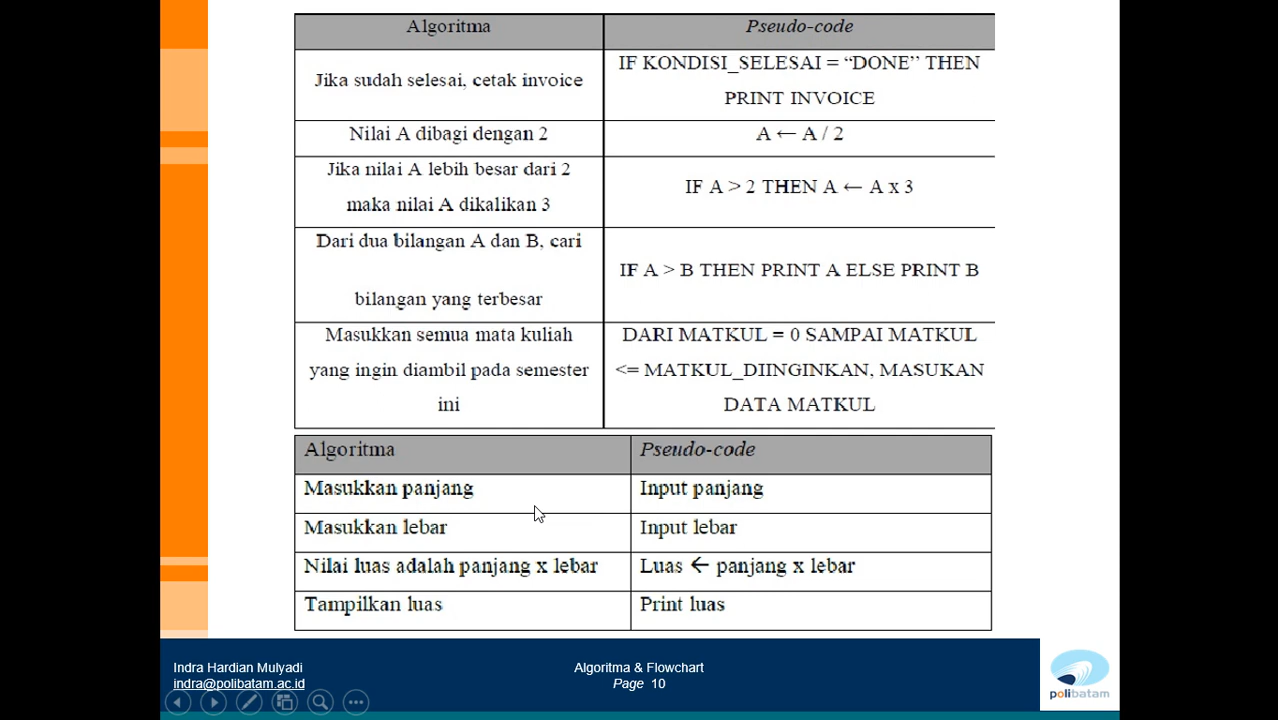 Algoritma
Pseudo-code
Jika sudah selesai, cetak invoice
IF KONDISI_SELESAI = “DONE” THEN
PRINT INVOICE
Nilai A dibagi dengan 2
A ← A / 2
Jika nilai A lebih besar dari 2
maka nilai A dikalikan 3
IF A > 2 THEN A ← A x 3
Dari dua bilangan A dan B, cari
bilangan yang terbesar
IF A > B THEN PRINT A ELSE PRINT B
Masukkan semua mata kuliah
yang ingin diambil pada semester
ini
DARI MATKUL = 0 SAMPAI MATKUL
<= MATKUL_DIINGINKAN, MASUKAN
DATA MATKUL
Algoritma
Pseudo-code
Masukkan panjang
Input panjang
Masukkan lebar
Input lebar
Nilai luas adalah panjang x lebar
Luas ← panjang x lebar
Tampilkan luas
Print luas
Indra Hardian Mulyadi
indra@polibatam.ac.id
Algoritma & Flowchart
Page 10
polibatam